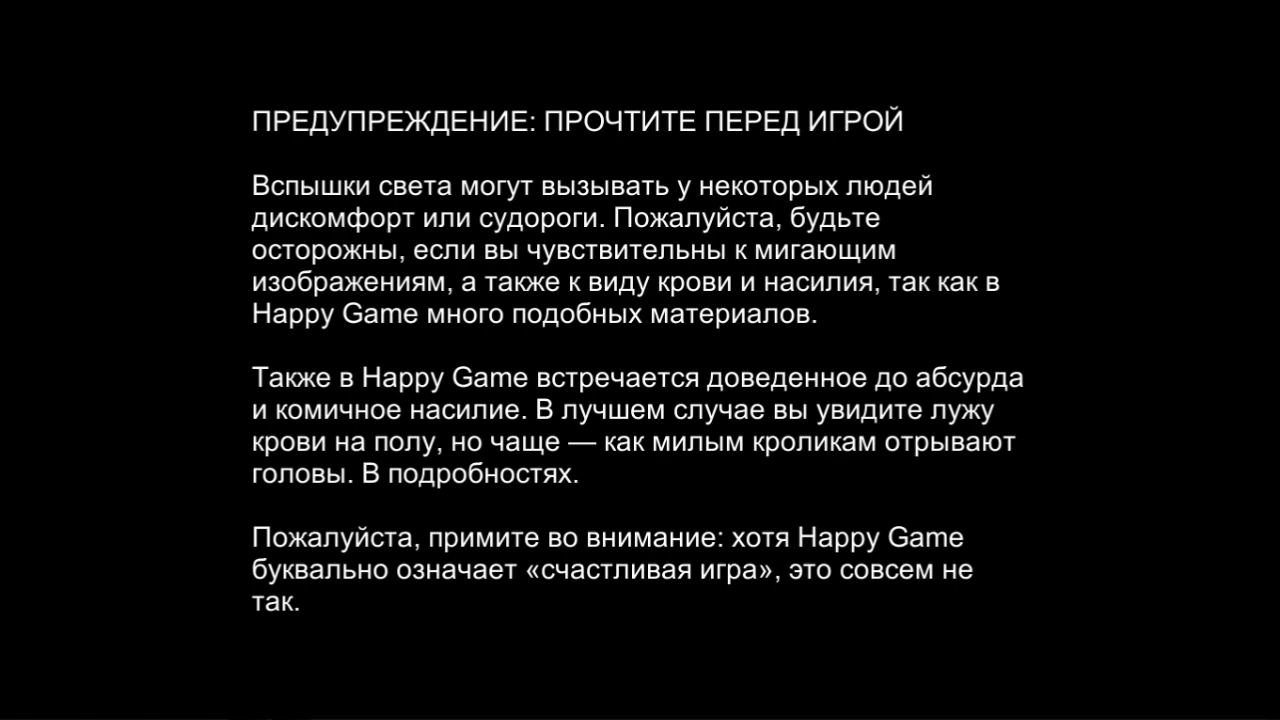 ПРЕДУПРЕЖДЕНИЕ: ПРОЧТИТЕ ПЕРЕД ИГРОЙ
Вспышки света могут вызывать у некоторых людей
дискомфорт или судороги. Пожалуйста, будьте
осторожны, если вы чувствительны к мигающим
изображениям, а также к виду крови и насилия, так как в
Happy Game много подобных материалов.
Также в Happy Game встречается доведенное до абсурда
и комичное насилие. В лучшем случае вы увидите лужу
крови на полу, но чаще — как милым кроликам отрывают
головы. В подробностях.
Пожалуйста, примите во внимание: хотя Happy Game
буквально означает «счастливая игра», это совсем не
так.